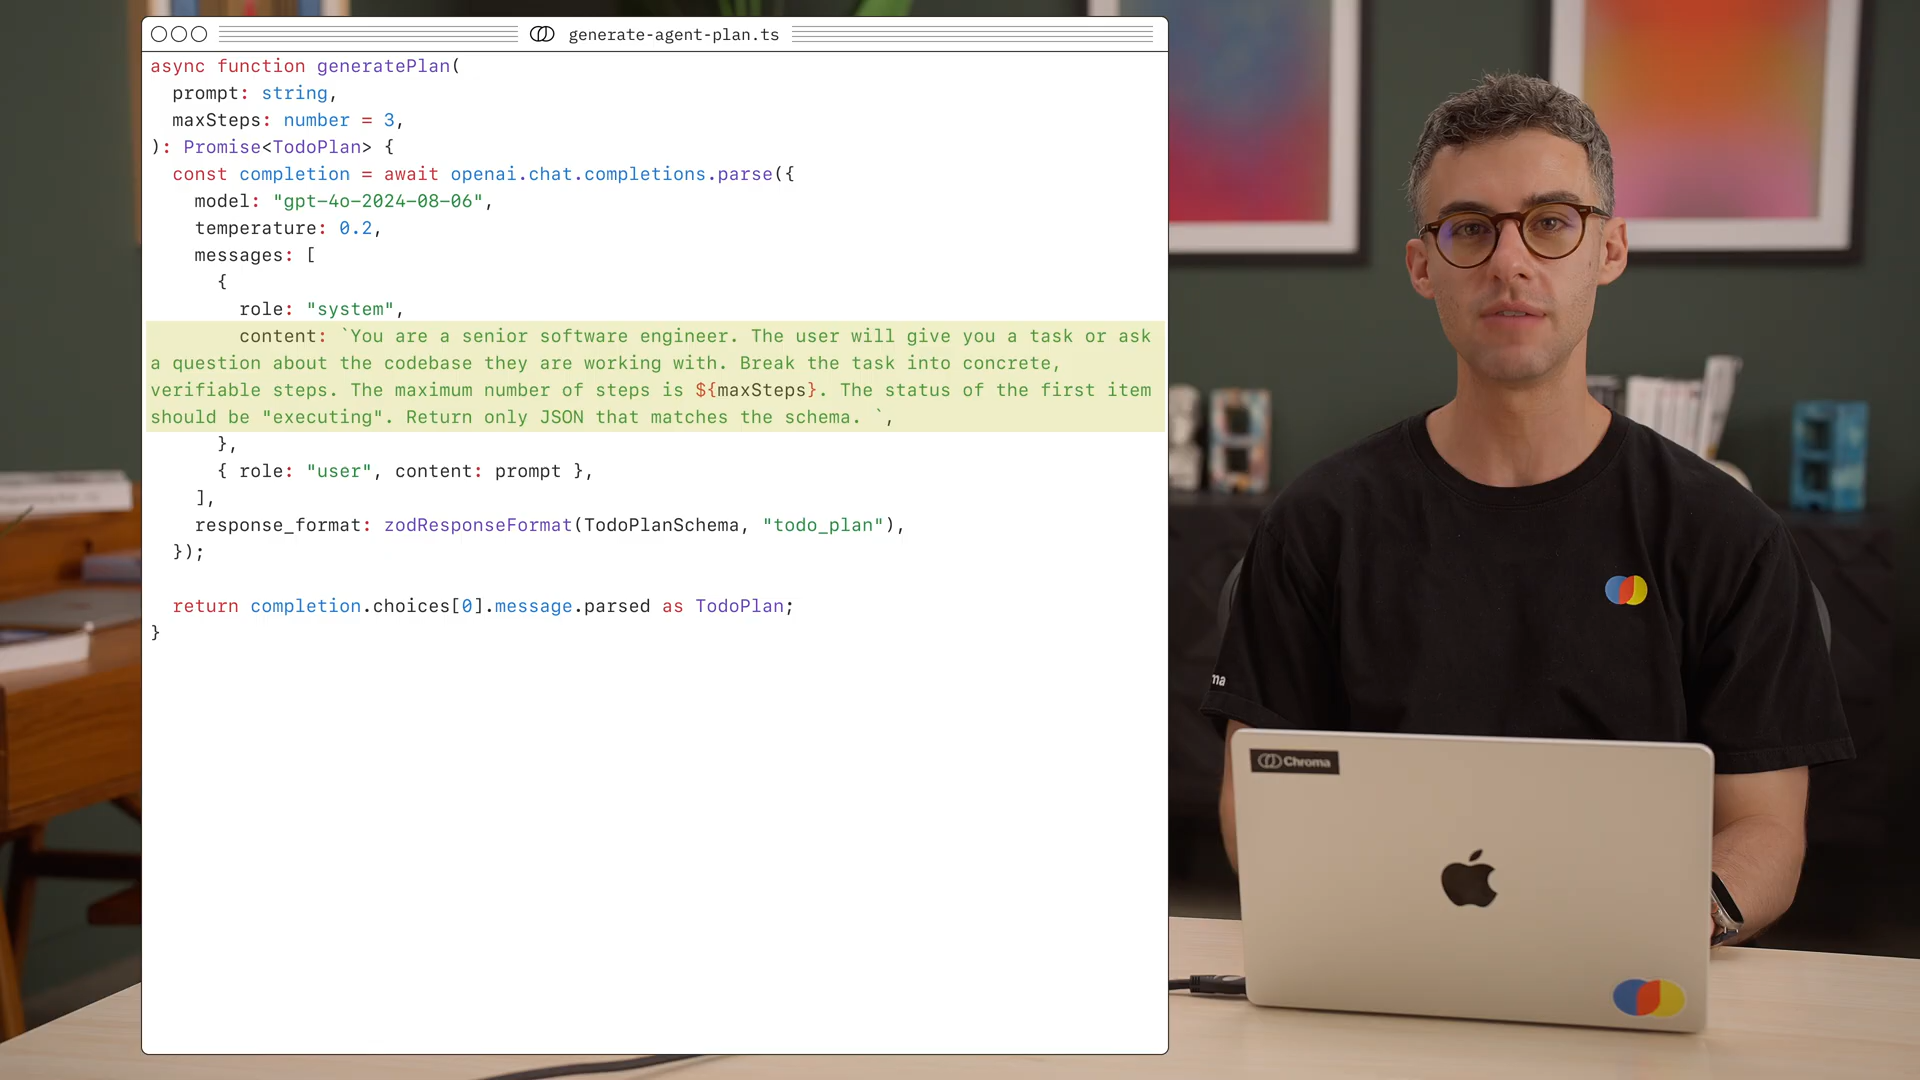 generate-agent-plan.ts
async function generatePlan(
  prompt: string,
  maxSteps: number = 3,
): Promise<TodoPlan> {
  const completion = await openai.chat.completions.parse({
    model: "gpt-4o-2024-08-06",
    temperature: 0.2,
    messages: [
      {
        role: "system",
        content: `You are a senior software engineer. The user will give you a task or ask
a question about the codebase they are working with. Break the task into concrete,
verifiable steps. The maximum number of steps is ${maxSteps}. The status of the first item
should be "executing". Return only JSON that matches the schema. `,
      },
      { role: "user", content: prompt },
    ],
    response_format: zodResponseFormat(TodoPlanSchema, "todo_plan"),
  });

  return completion.choices[0].message.parsed as TodoPlan;
}
ma
Chroma